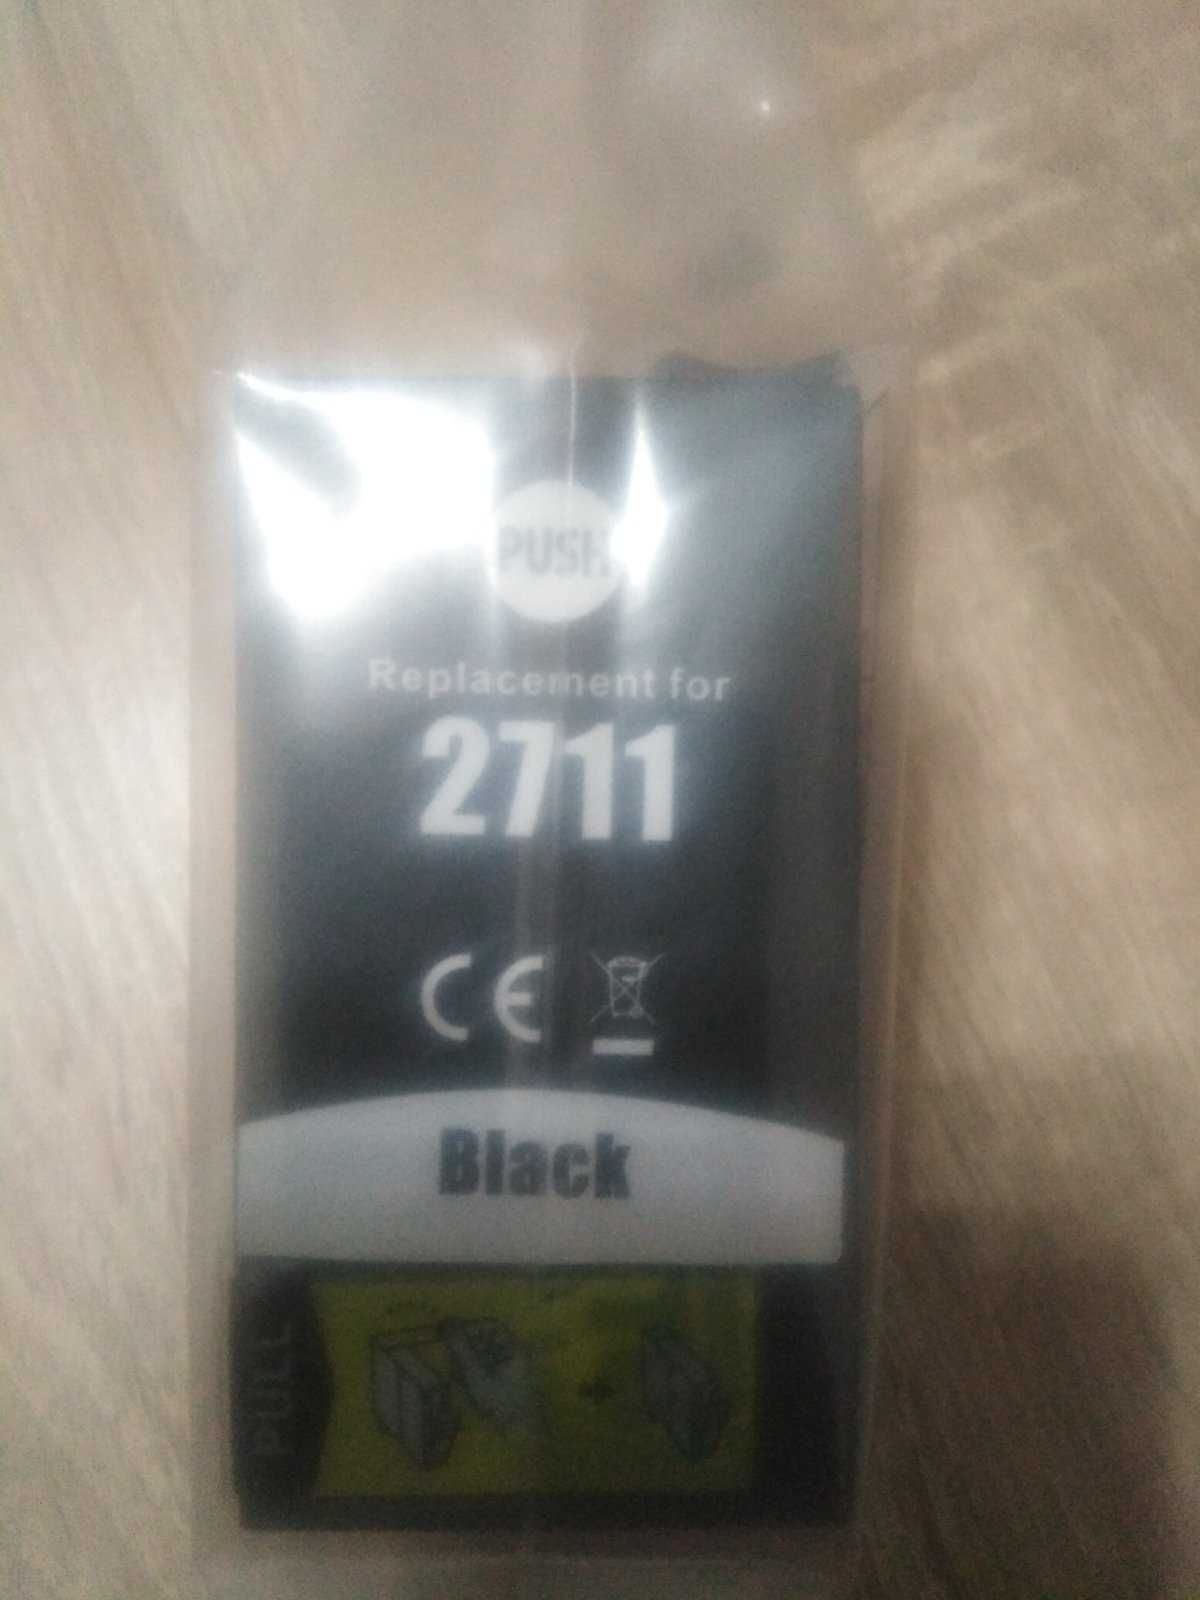 PUSH
Replacement for
2711
CE
Black
PULL